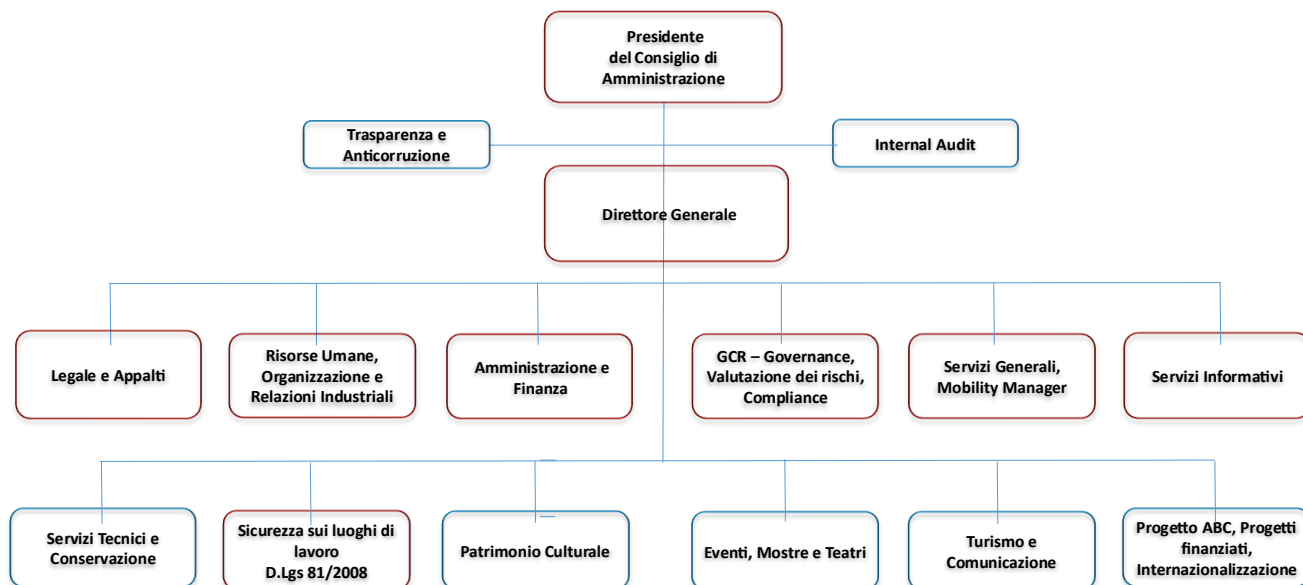 Presidente
del Consiglio di
Amministrazione
Trasparenza e
Anticorruzione
Internal Audit
Direttore Generale
Legale e Appalti
Risorse Umane,
Organizzazione e
Relazioni Industriali
Amministrazione e
Finanza
GCR – Governance,
Valutazione dei rischi,
Compliance
Servizi Generali,
Mobility Manager
Servizi Informativi
Servizi Tecnici e
Conservazione
Sicurezza sui luoghi di
lavoro
D.Lgs 81/2008
Patrimonio Culturale
Eventi, Mostre e Teatri
Turismo e
Comunicazione
Progetto ABC, Progetti
finanziati,
Internazionalizzazione